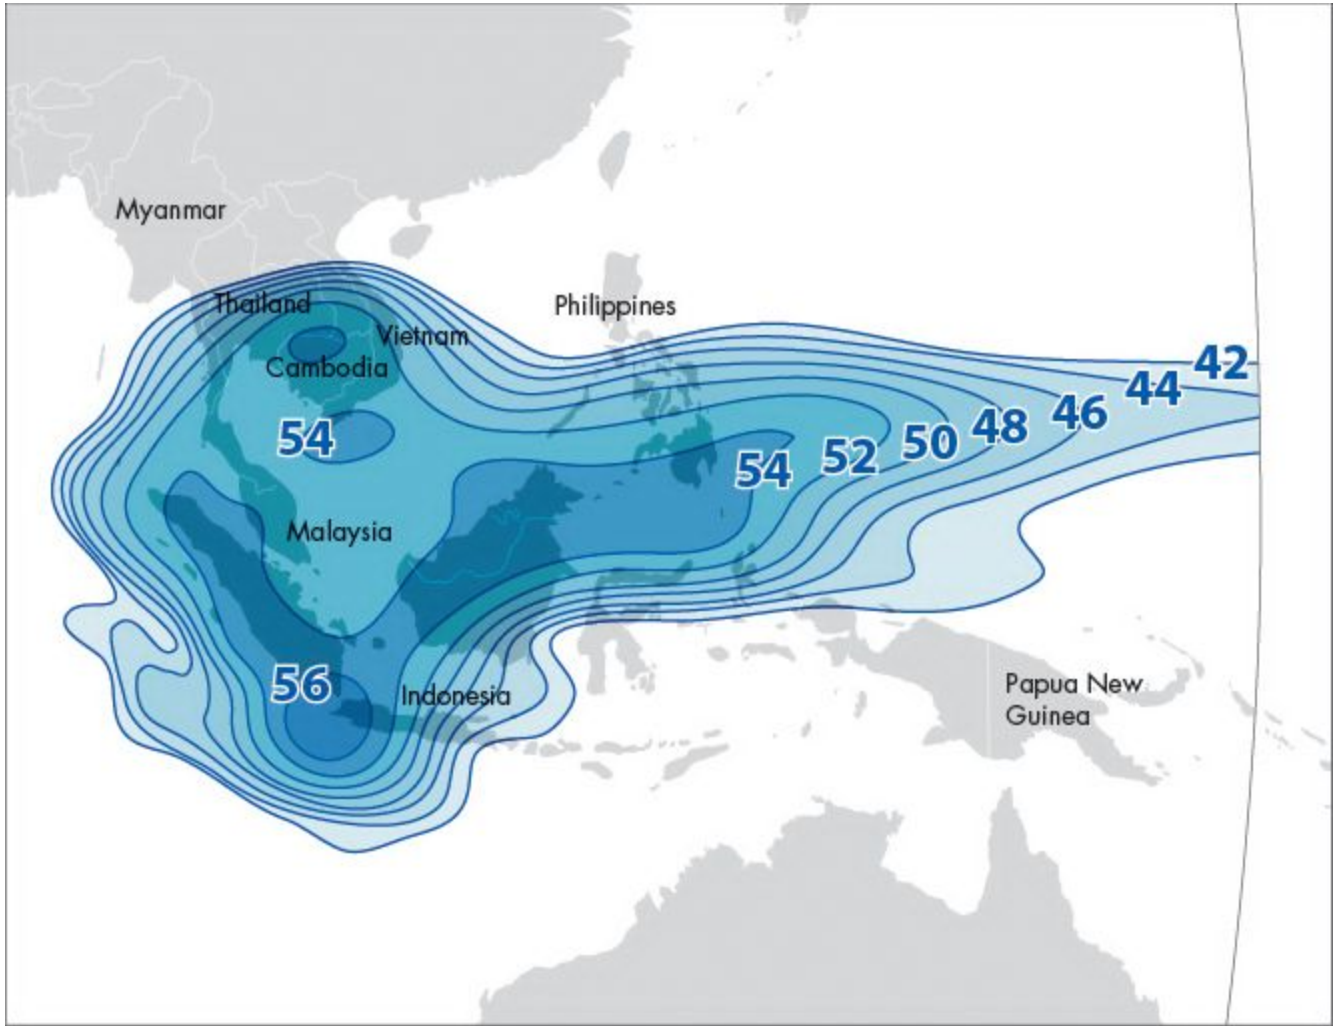 Myanmar
Thailand
Philippines
Vietnam
Cambodia
42
44
46
48
50
52
54
54
Malaysia
56
Indonesia
Papua New
Guinea